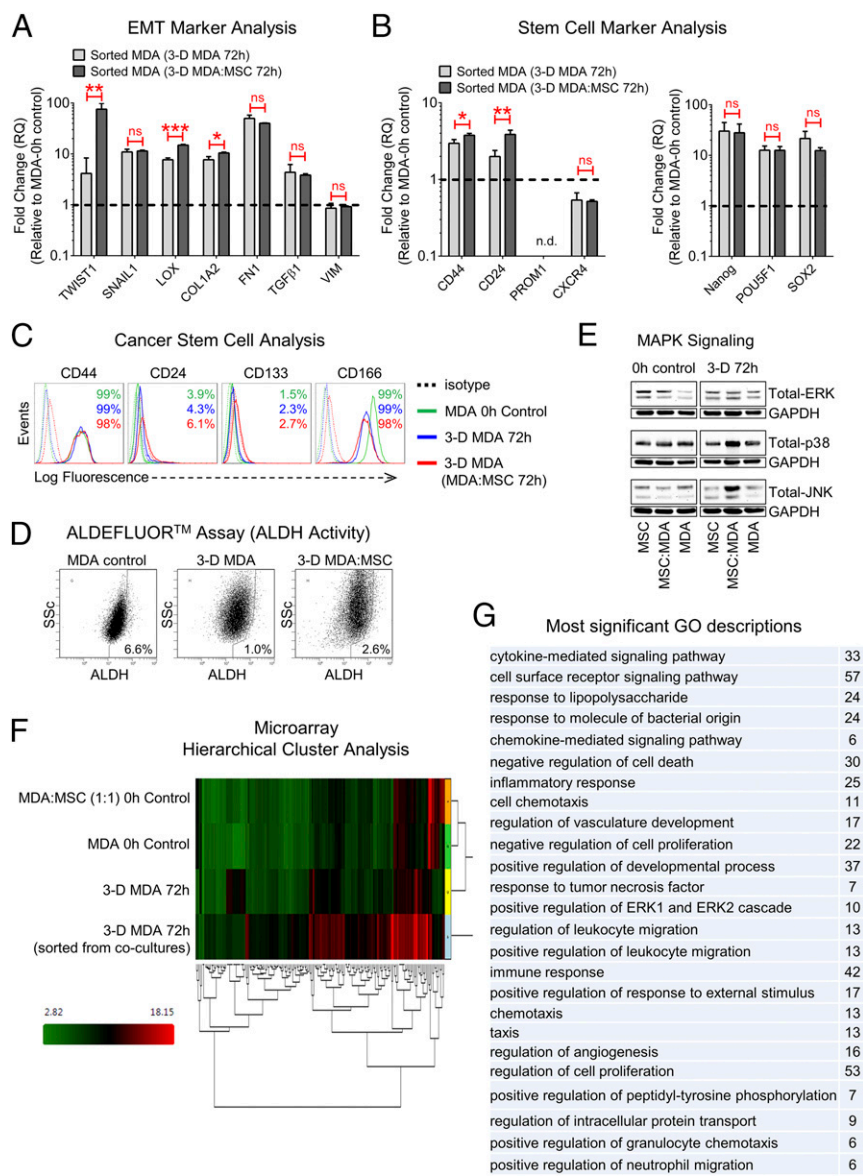 A
EMT Marker Analysis
Sorted MDA (3-D MDA 72h)
Sorted MDA (3-D MDA:MSC 72h)
Fold Change (RQ)
(Relative to MDA-0h control)
100
10
1
0.1
**
ns
***
*
ns
ns
ns
TWIST1
SNAIL1
LOX
COL1A2
FN1
TGFβ1
VIM
B
Stem Cell Marker Analysis
Sorted MDA (3-D MDA 72h)
Sorted MDA (3-D MDA:MSC 72h)
Fold Change (RQ)
(Relative to MDA-0h control)
10
1
0.1
*
**
n.d.
ns
CD44
CD24
PROM1
CXCR4
Fold Change (RQ)
(Relative to MDA-0h control)
100
10
1
0.1
ns
ns
ns
Nanog
POU5F1
SOX2
C
Cancer Stem Cell Analysis
CD44
CD24
CD133
CD166
Events
99%
99%
98%
3.9%
4.3%
6.1%
1.5%
2.3%
2.7%
99%
99%
98%
Log Fluorescence
isotype
MDA 0h Control
3-D MDA 72h
3-D MDA
(MDA:MSC 72h)
D
ALDEFLUOR™ Assay (ALDH Activity)
MDA control
3-D MDA
3-D MDA:MSC
SSc
SSc
SSc
6.6%
1.0%
2.6%
ALDH
ALDH
ALDH
E
MAPK Signaling
0h control
3-D 72h
Total-ERK
GAPDH
Total-p38
GAPDH
Total-JNK
GAPDH
MSC
MSC:MDA
MDA
MSC
MSC:MDA
MDA
F
Microarray
Hierarchical Cluster Analysis
MDA:MSC (1:1) 0h Control
MDA 0h Control
3-D MDA 72h
3-D MDA 72h
(sorted from co-cultures)
2.82
18.15
G
Most significant GO descriptions
cytokine-mediated signaling pathway 33
cell surface receptor signaling pathway 57
response to lipopolysaccharide 24
response to molecule of bacterial origin 24
chemokine-mediated signaling pathway 6
negative regulation of cell death 30
inflammatory response 25
cell chemotaxis 11
regulation of vasculature development 17
negative regulation of cell proliferation 22
positive regulation of developmental process 37
response to tumor necrosis factor 7
positive regulation of ERK1 and ERK2 cascade 10
regulation of leukocyte migration 13
positive regulation of leukocyte migration 13
immune response 42
positive regulation of response to external stimulus 17
chemotaxis 13
taxis 13
regulation of angiogenesis 16
regulation of cell proliferation 53
positive regulation of peptidyl-tyrosine phosphorylation 7
regulation of intracellular protein transport 9
positive regulation of granulocyte chemotaxis 6
positive regulation of neutrophil migration 6